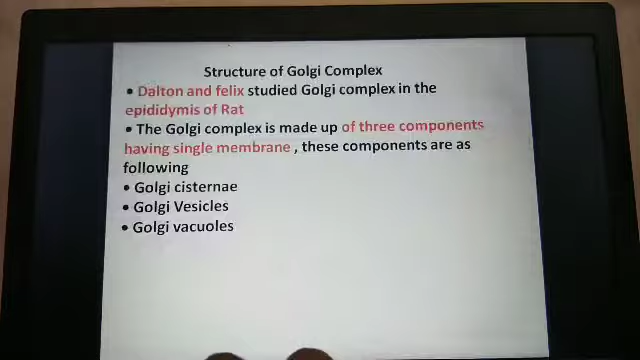 Structure of Golgi Complex
• Dalton and felix studied Golgi complex in the
epididymis of Rat
• The Golgi complex is made up of three components
having single membrane , these components are as
following
• Golgi cisternae
• Golgi Vesicles
• Golgi vacuoles